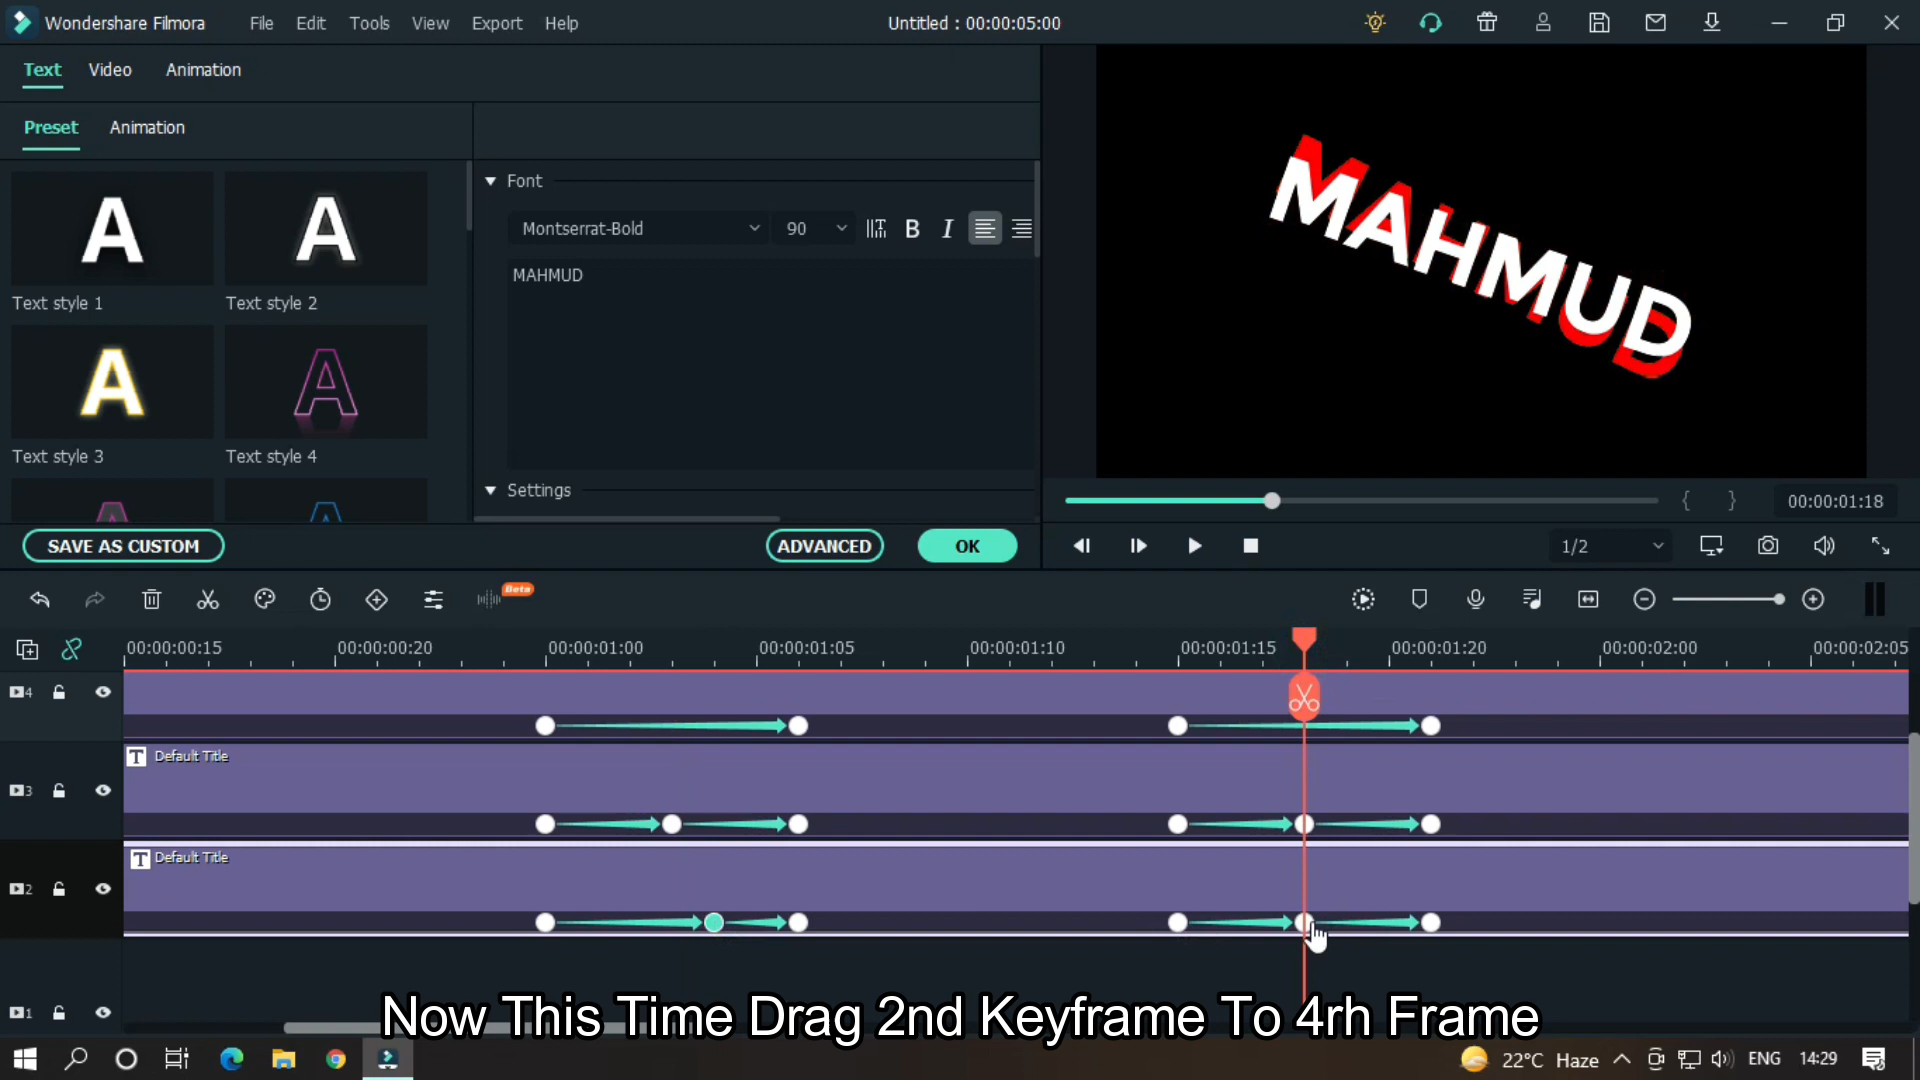 Wondershare Filmora File Edit Tools View Export Help Untitled : 00:00:05:00
Text Video Animation
Preset Animation
Font
Montserrat-Bold 90 B I
MAHMUD
A A
Text style 1 Text style 2
A A
Text style 3 Text style 4
Settings
SAVE AS CUSTOM ADVANCED OK
MAHMUD
{ } 00:00:01:18
1/2
Beta
00:00:00:15 00:00:00:20 00:00:01:00 00:00:01:05 00:00:01:10 00:00:01:15 00:00:01:20 00:00:02:00 00:00:02:05
4
T Default Title
3
T Default Title
2
1
Now This Time Drag 2nd Keyframe To 4rh Frame
22°C Haze ENG 14:29